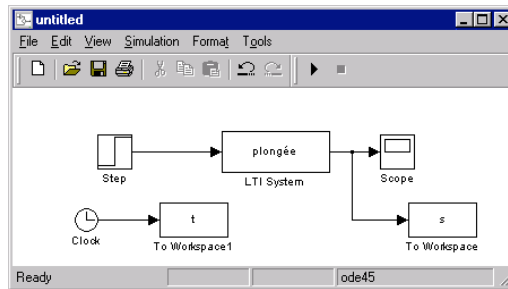 untitled
File Edit View Simulation Format Tools
plongée
Step
LTI System
Scope
t
s
Clock
To Workspace1
To Workspace
Ready
ode45